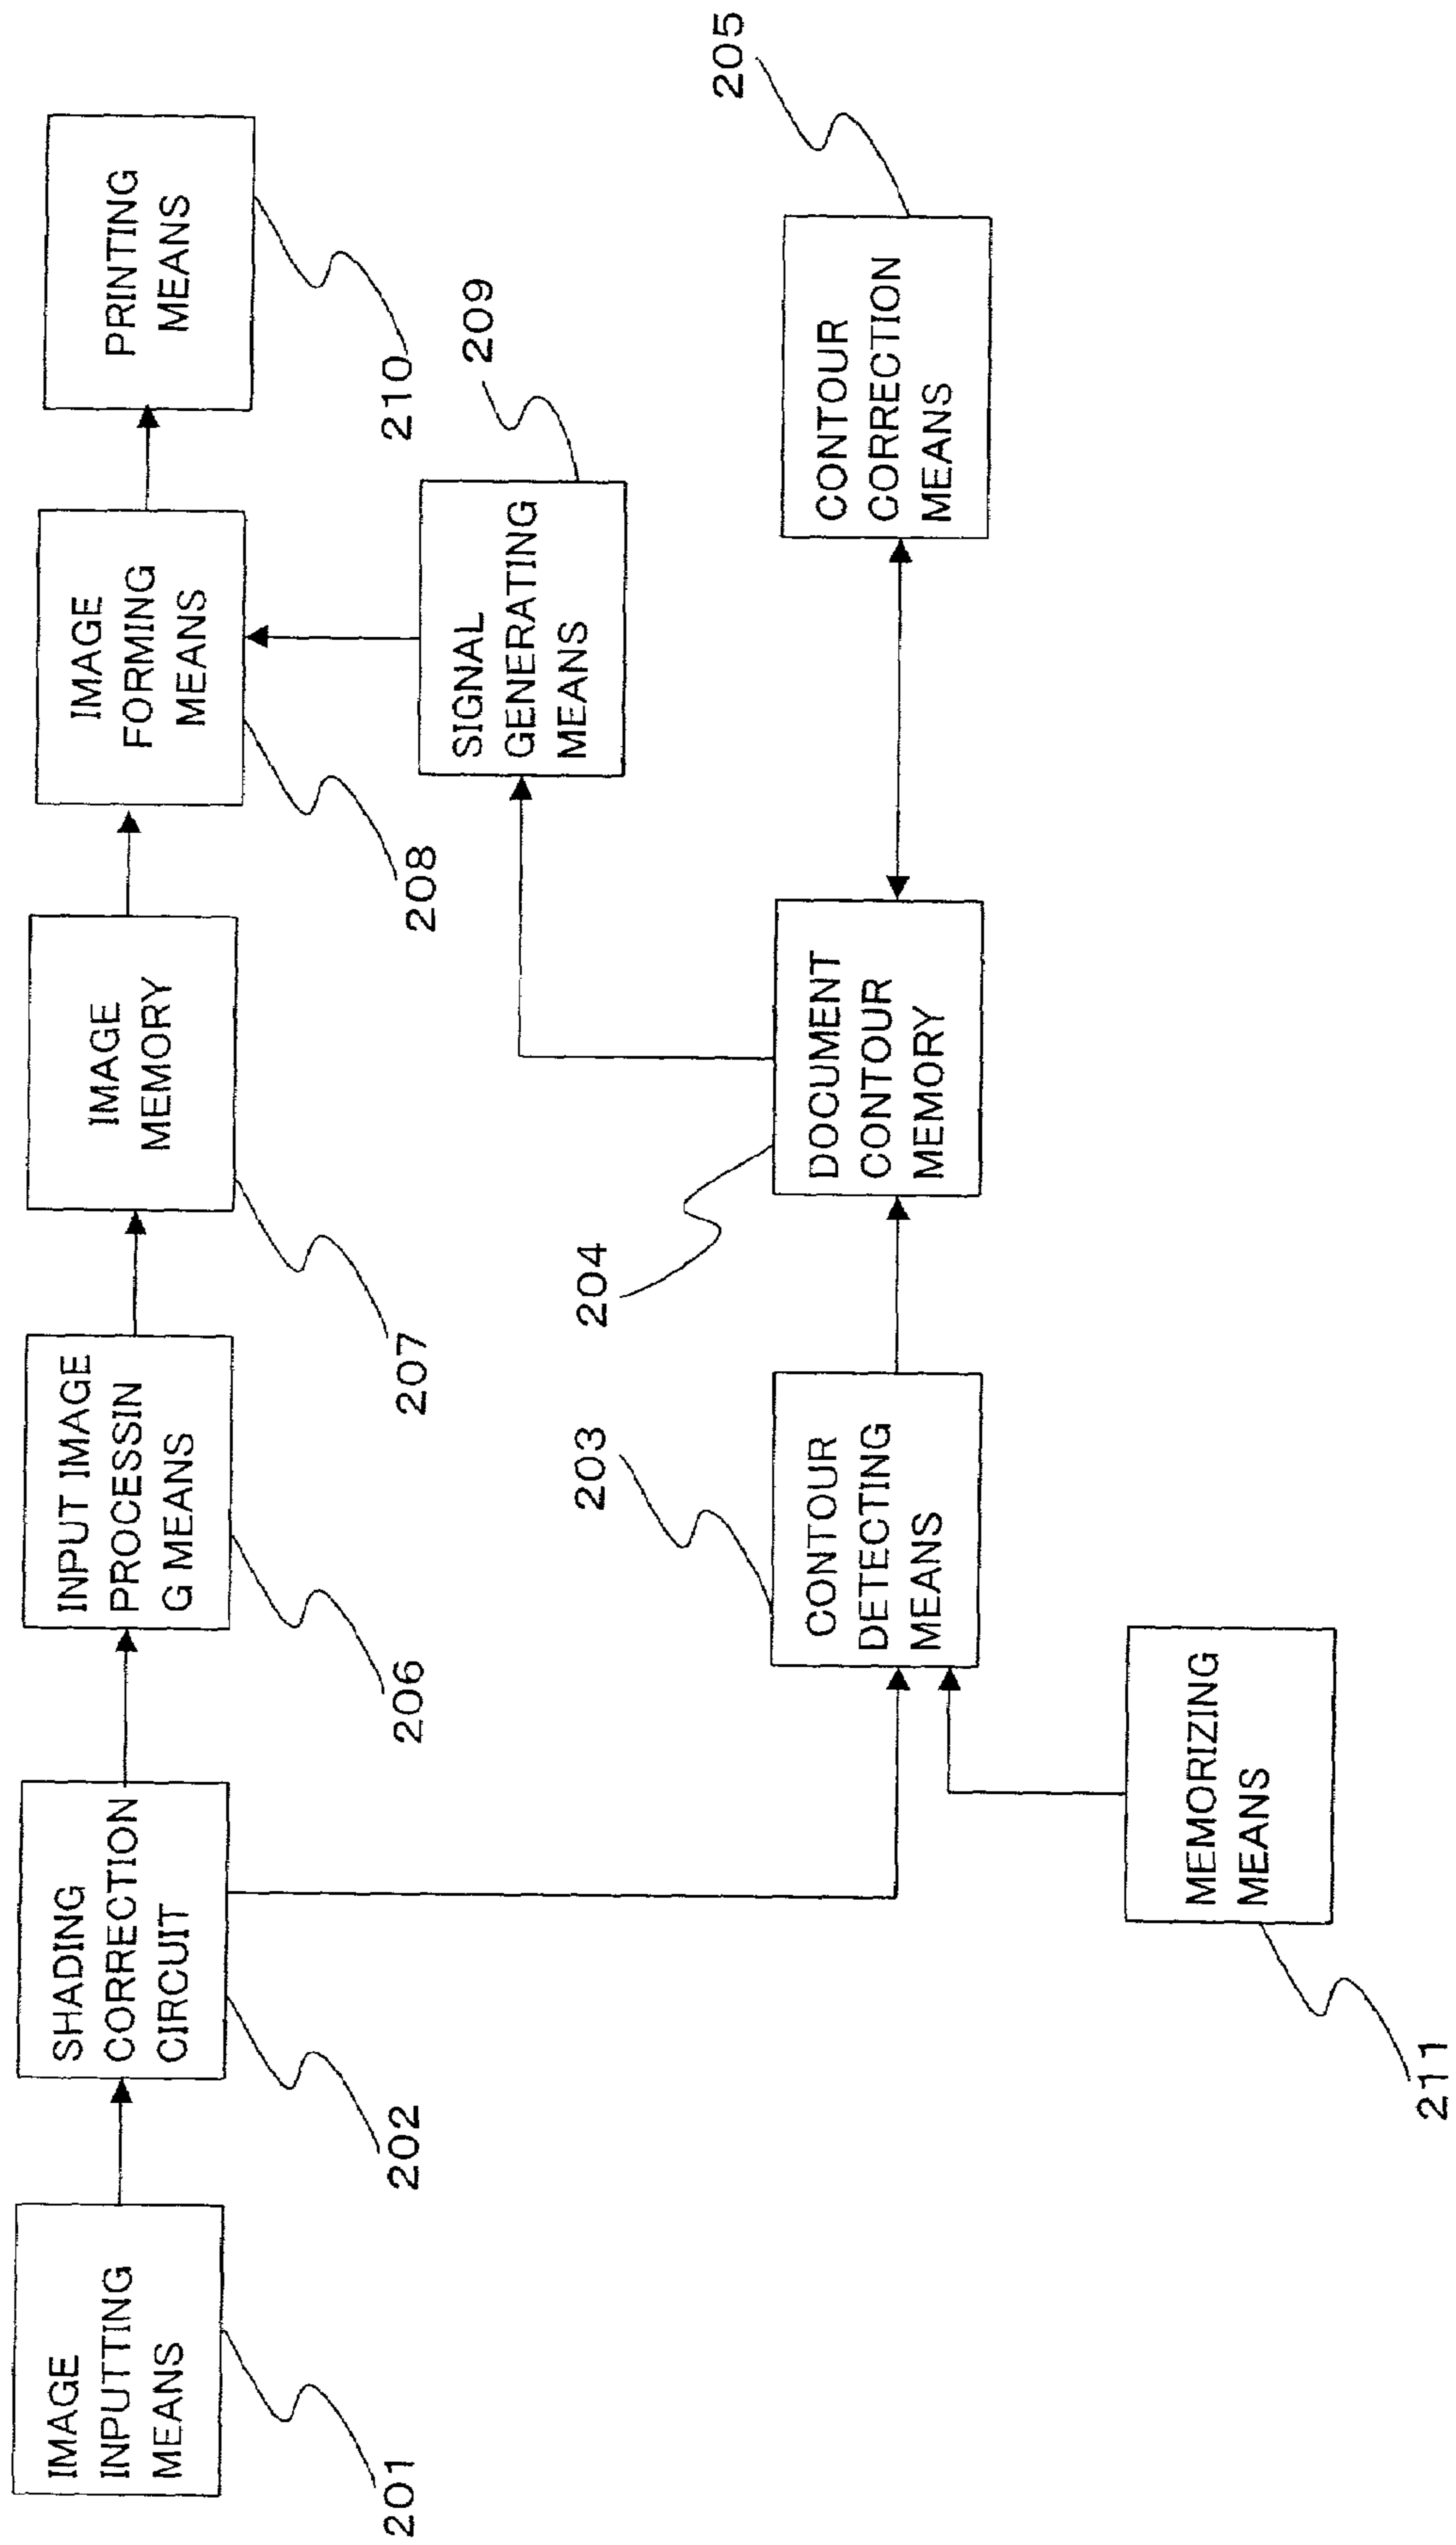 IMAGE
INPUTTING
MEANS
201
SHADING
CORRECTION
CIRCUIT
202
INPUT IMAGE
PROCESSIN
G MEANS
206
IMAGE
MEMORY
207
IMAGE
FORMING
MEANS
208
PRINTING
MEANS
210
SIGNAL
GENERATING
MEANS
209
CONTOUR
DETECTING
MEANS
203
DOCUMENT
CONTOUR
MEMORY
204
CONTOUR
CORRECTION
MEANS
205
MEMORIZING
MEANS
211